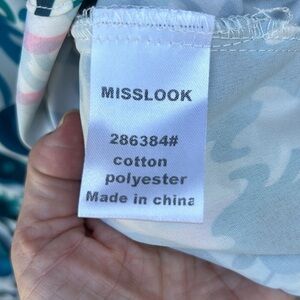 MISSLOOK
286384#
cotton
polyester
Made in china